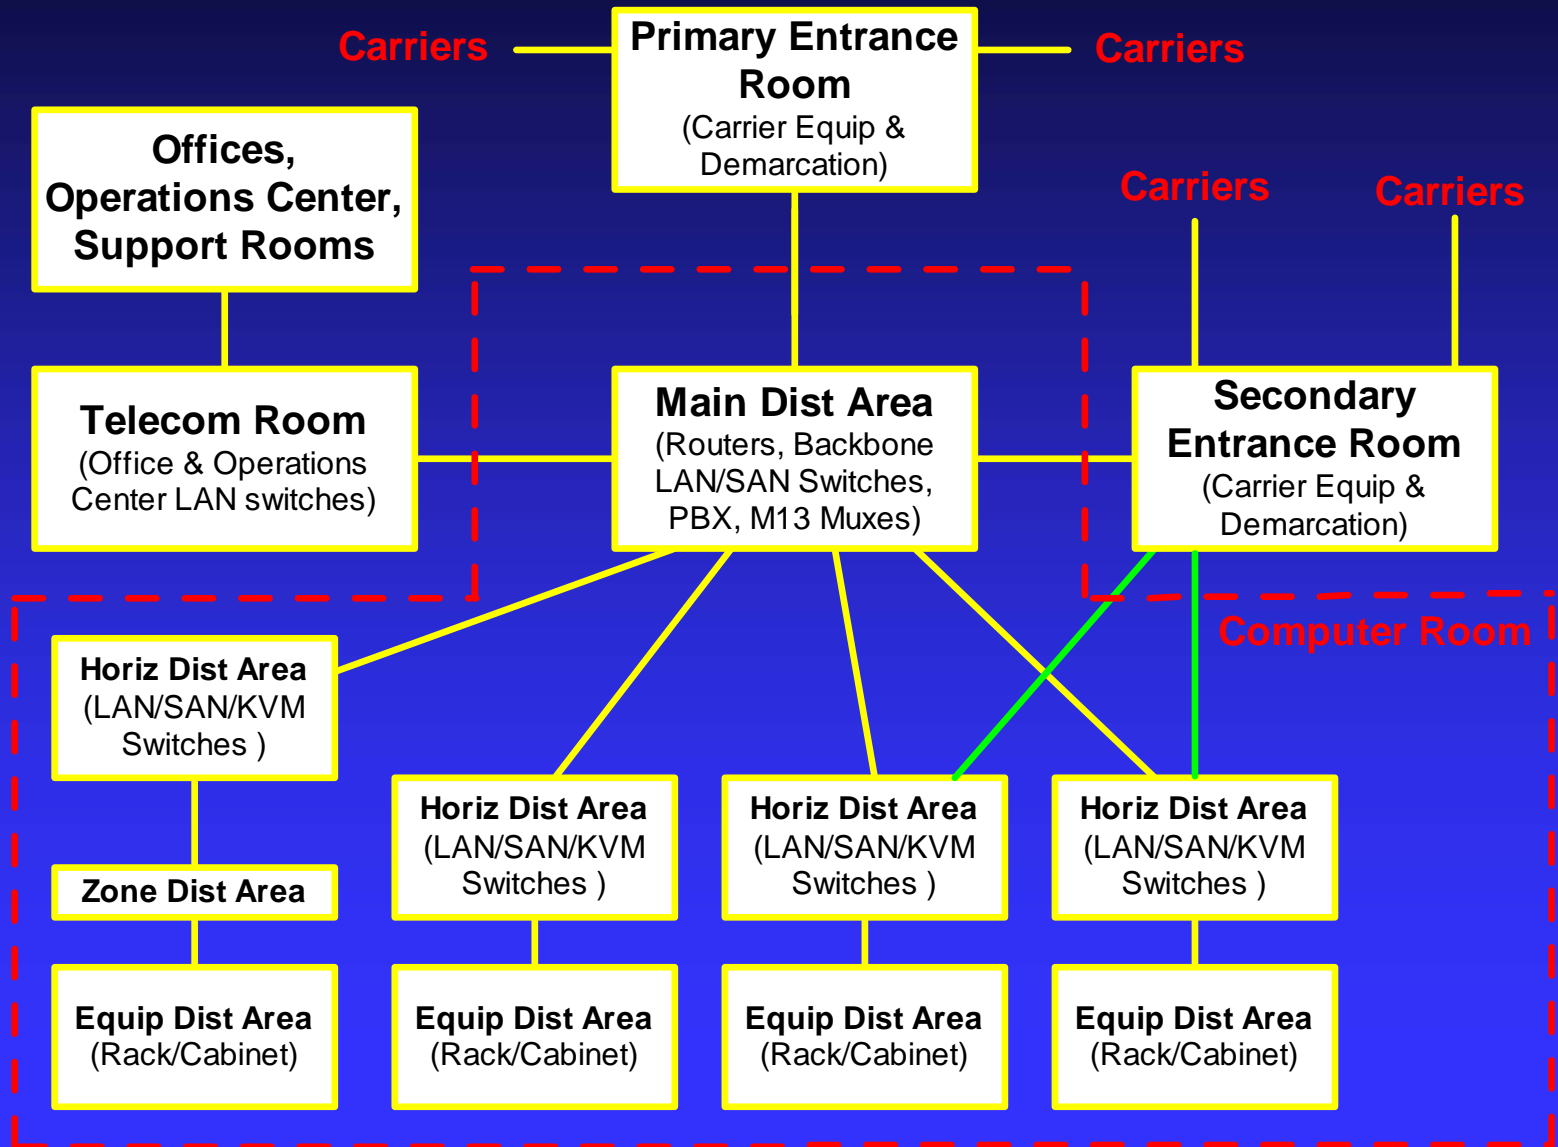 Carriers
Primary Entrance
Room
(Carrier Equip &
Demarcation)
Carriers
Offices,
Operations Center,
Support Rooms
Carriers
Carriers
Telecom Room
(Office & Operations
Center LAN switches)
Main Dist Area
(Routers, Backbone
LAN/SAN Switches,
PBX, M13 Muxes)
Secondary
Entrance Room
(Carrier Equip &
Demarcation)
Computer Room
Horiz Dist Area
(LAN/SAN/KVM
Switches )
Horiz Dist Area
(LAN/SAN/KVM
Switches )
Horiz Dist Area
(LAN/SAN/KVM
Switches )
Horiz Dist Area
(LAN/SAN/KVM
Switches )
Zone Dist Area
Equip Dist Area
(Rack/Cabinet)
Equip Dist Area
(Rack/Cabinet)
Equip Dist Area
(Rack/Cabinet)
Equip Dist Area
(Rack/Cabinet)